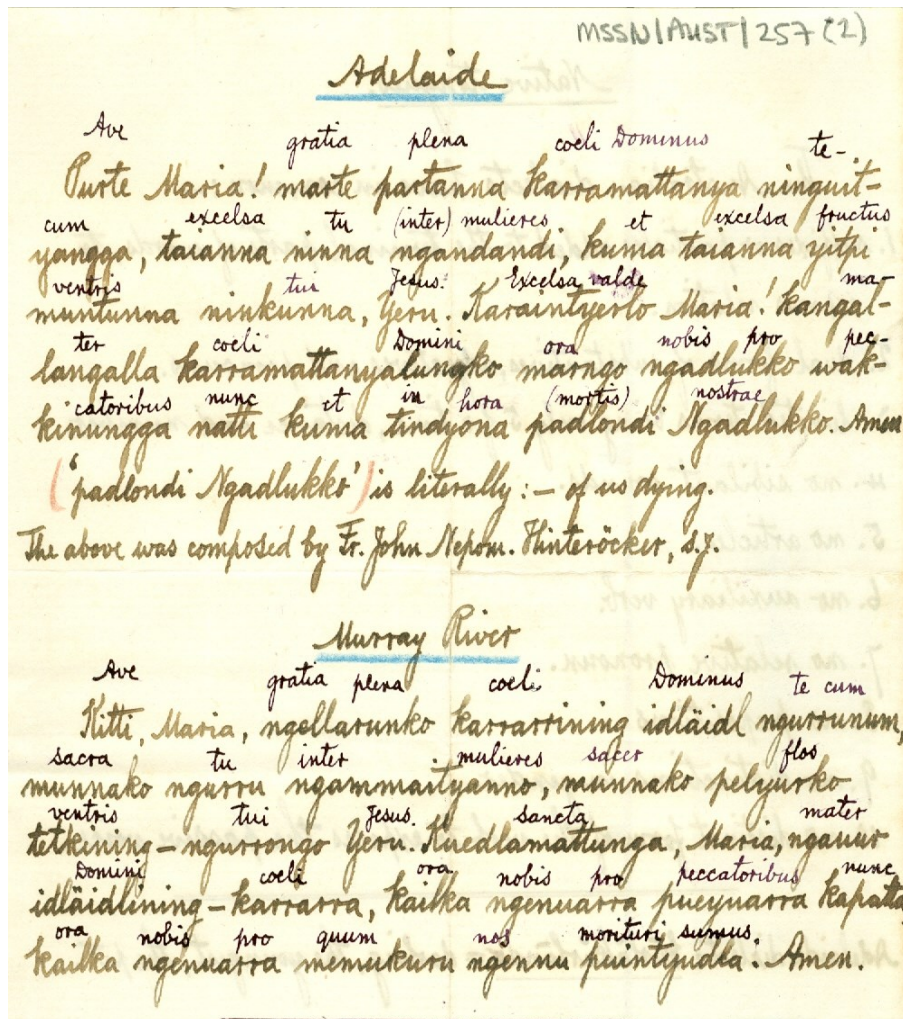 MSSN/AUST/257(2)
Adelaide
Ave gratia plena coeli Dominus te-
Purte Maria! marte partanna karramattanya ninguit-
cum excelsa tu (inter) mulieres et excelsa fructus
yangga, taianna ninna ngandandi, kuma taianna yitpi
ventris tui Jesus. Excelsa valde ma-
muntunna ninkunna, Yeru. Karaintyerlo Maria! kangal-
ter coeli Domini ora nobis pro pec-
langalla karramattanyalungko marngo ngadlukko wak-
catoribus nunc et in hora (mortis) nostrae
kinungga natti kuma tindyona padlondi Ngadlukko. Amen
('padlondi Ngadlukko') is literally:— of us dying.
The above was composed by Fr. John Nepom. Hinteröcker, s.j.
Murray River
Ave gratia plena coeli Dominus te cum
Kitti, Maria, ngellarunko karrarrining idläidl ngurrunum,
sacra tu inter mulieres sacer flos
munnako ngurru ngammaityanno, munnako pelyurko
ventris tui Jesus. sancta mater
tetkining – ngurrongo Yeru. Kuedlamattunga, Maria, ngauur
Domini coeli ora nobis pro peccatoribus nunc
idläidlining – karrarra, kailka ngenuarra pueyuarra kapatta
ora nobis pro quum nos morituri sumus.
kailka ngenuarra memukuru ngennu puintyudla. Amen.